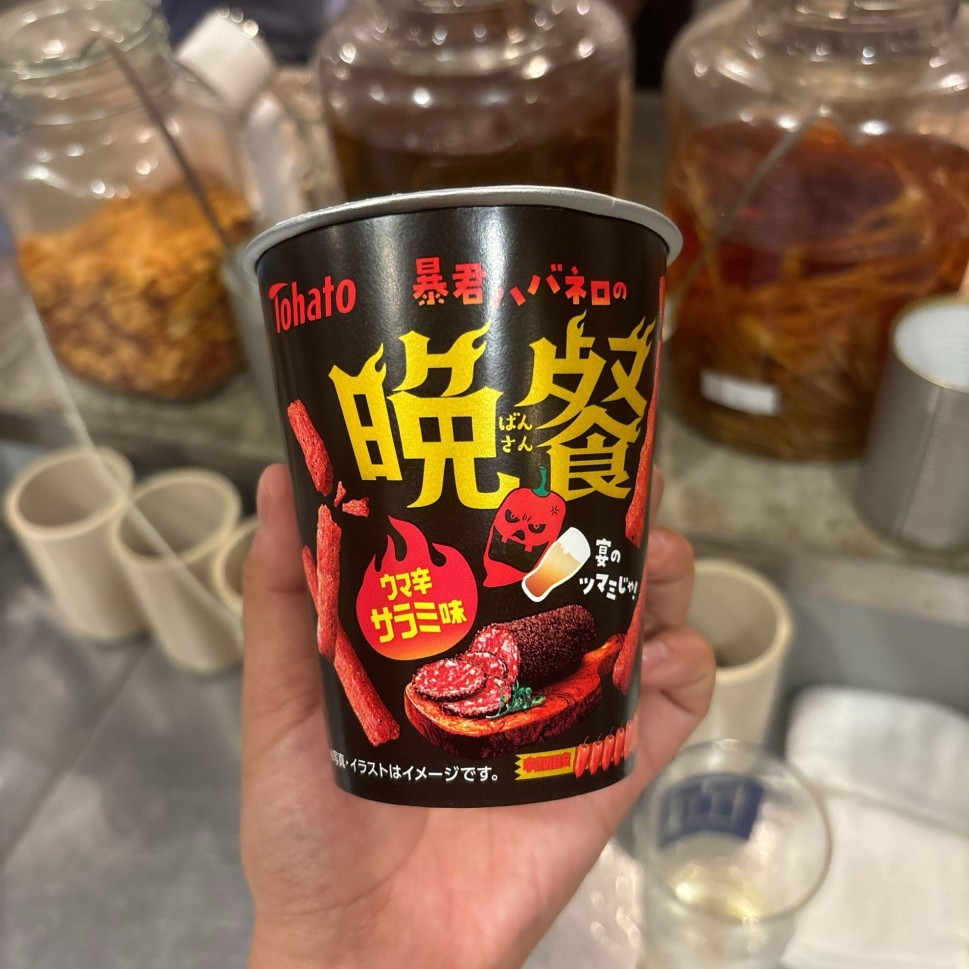 Tohato
暴君ハバネロの
晩餐
ばん
さん
ウマ辛
サラミ味
宴の
ツマミじゃ!
写真・イラストはイメージです。